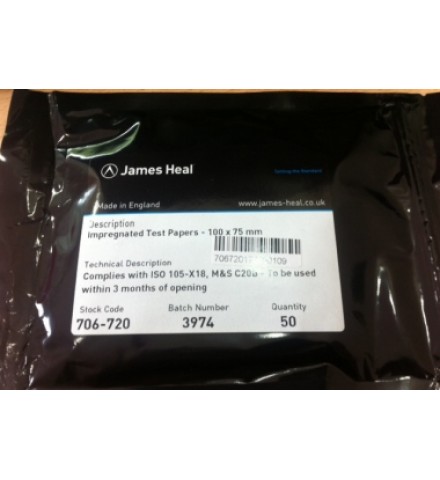 James Heal
Setting the Standard
Made in England
www.james-heal.co.uk
Description
Impregnated Test Papers - 100 x 75 mm
Technical Description
Complies with ISO 105-X18, M&S C20B - To be used
within 3 months of opening
Stock Code Batch Number Quantity
706-720 3974 50